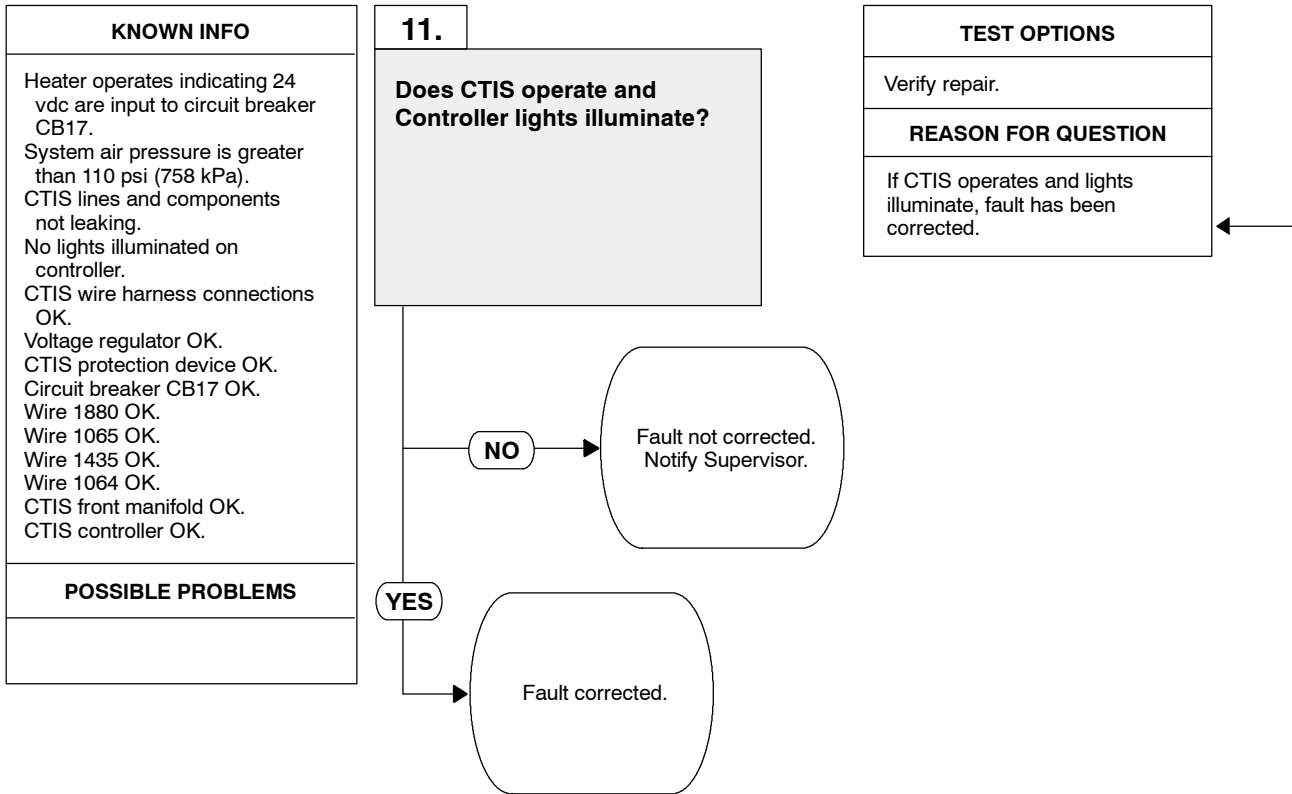 KNOWN INFO
Heater operates indicating 24
vdc are input to circuit breaker
CB17.
System air pressure is greater
than 110 psi (758 kPa).
CTIS lines and components
not leaking.
No lights illuminated on
controller.
CTIS wire harness connections
OK.
Voltage regulator OK.
CTIS protection device OK.
Circuit breaker CB17 OK.
Wire 1880 OK.
Wire 1065 OK.
Wire 1435 OK.
Wire 1064 OK.
CTIS front manifold OK.
CTIS controller OK.
POSSIBLE PROBLEMS
11.
Does CTIS operate and
Controller lights illuminate?
TEST OPTIONS
Verify repair.
REASON FOR QUESTION
If CTIS operates and lights
illuminate, fault has been
corrected.
NO
Fault not corrected.
Notify Supervisor.
YES
Fault corrected.